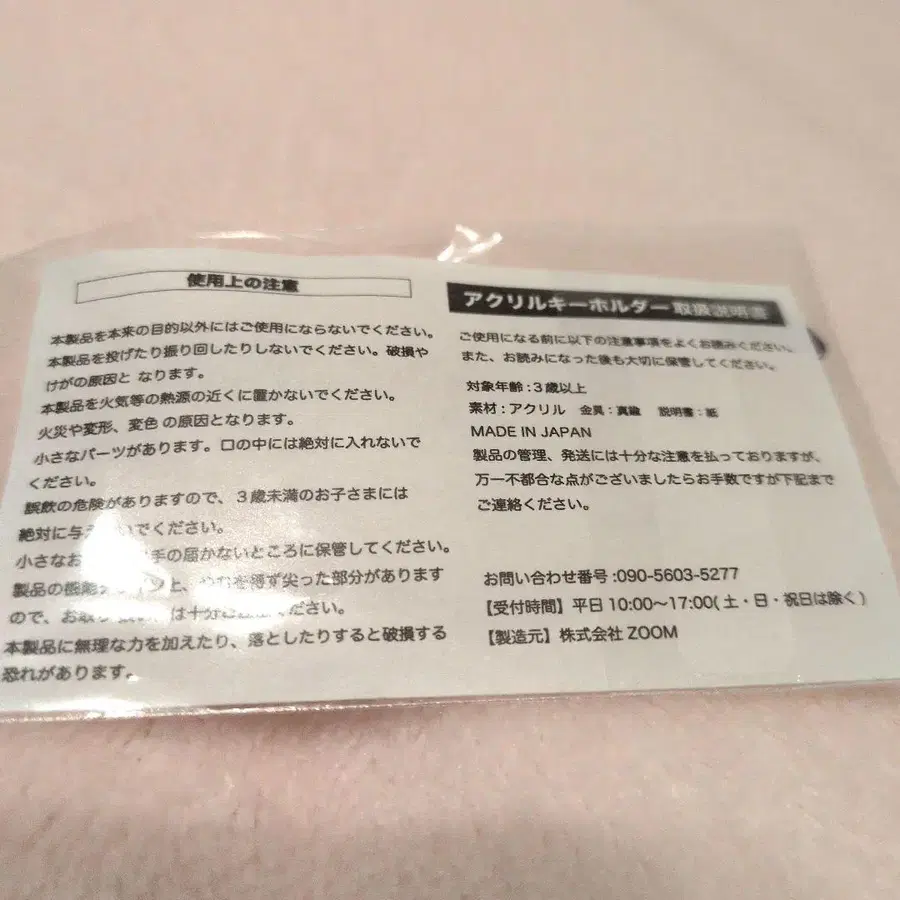 使用上の注意
本製品を本来の目的以外にはご使用にならないでください。
本製品を投げたり振り回したりしないでください。破損や
けがの原因と なります。
本製品を火気等の熱源の近くに置かないでください。
火災や変形、変色 の原因となります。
小さなパーツがあります。口の中には絶対に入れないで
ください。
誤飲の危険がありますので、3歳未満のお子さまには
絶対に与 いでください。
小さなお 手の届かないところに保管してください。
製品の機能 上、やむを得ず尖った部分があります
ので、お取り は十分 ください。
本製品に無理な力を加えたり、落としたりすると破損する
恐れがあります。
アクリルキーホルダー取扱説明書
ご使用になる前に以下の注意事項をよくお読みください。
また、お読みになった後も大切に保管してください。
対象年齢:3歳以上
素材:アクリル 金具:真鍮 説明書:紙
MADE IN JAPAN
製品の管理、発送には十分な注意を払っておりますが、
万一不都合な点がございましたらお手数ですが下記まで
ご連絡ください。
お問い合わせ番号:090-5603-5277
【受付時間】平日 10:00〜17:00(土・日・祝日は除く)
【製造元】株式会社 ZOOM